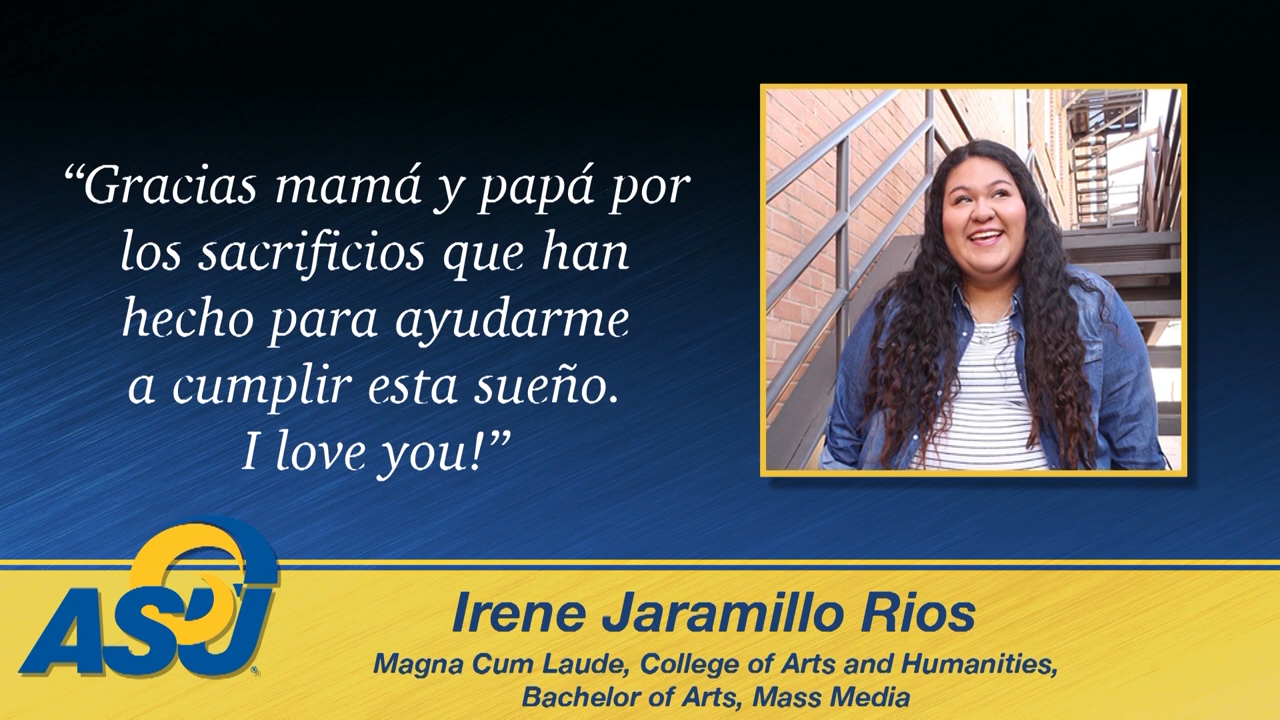 “Gracias mamá y papá por
los sacrificios que han
hecho para ayudarme
a cumplir esta sueño.
I love you!”
ASU
®
Irene Jaramillo Rios
Magna Cum Laude, College of Arts and Humanities,
Bachelor of Arts, Mass Media